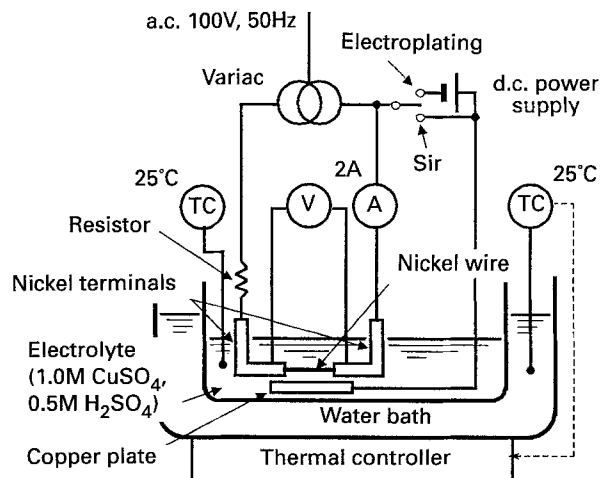 a.c. 100V, 50Hz
Electroplating
Variac
d.c. power
supply
Sir
2A
25°C
25°C
TC
V
A
TC
Resistor
Nickel wire
Nickel terminals
Electrolyte
(1.0M CuSO₄,
0.5M H₂SO₄)
Water bath
Copper plate
Thermal controller